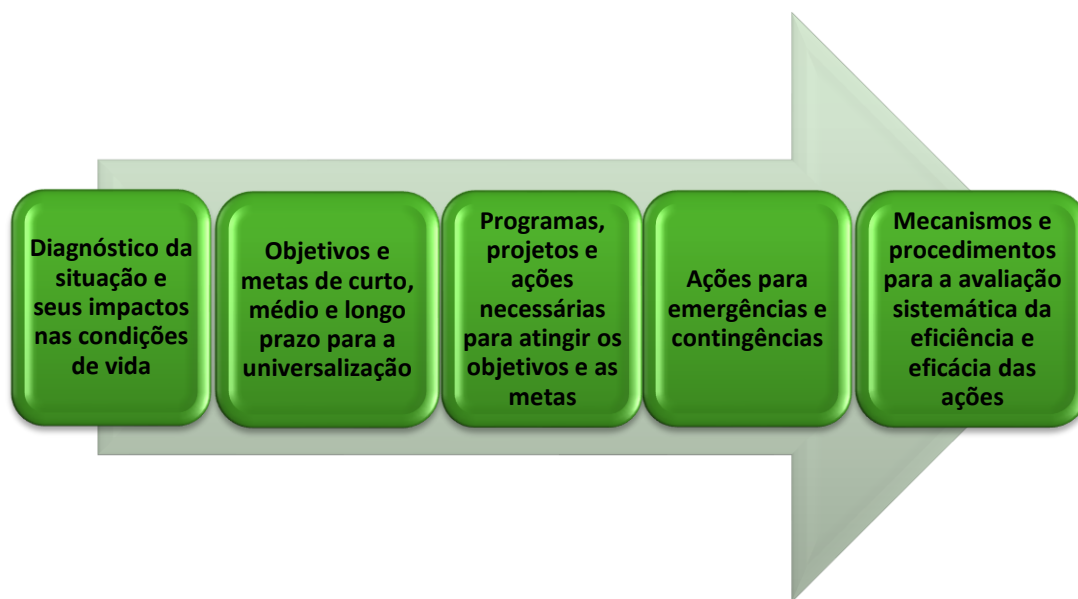 Diagnóstico da
situação e
seus impactos
nas condições
de vida
Objetivos e
metas de curto,
médio e longo
prazo para a
universalização
Programas,
projetos e
ações
necessárias
para atingir os
objetivos e as
metas
Ações para
emergências e
contingências
Mecanismos e
procedimentos
para a avaliação
sistemática da
eficiência e
eficácia das
ações